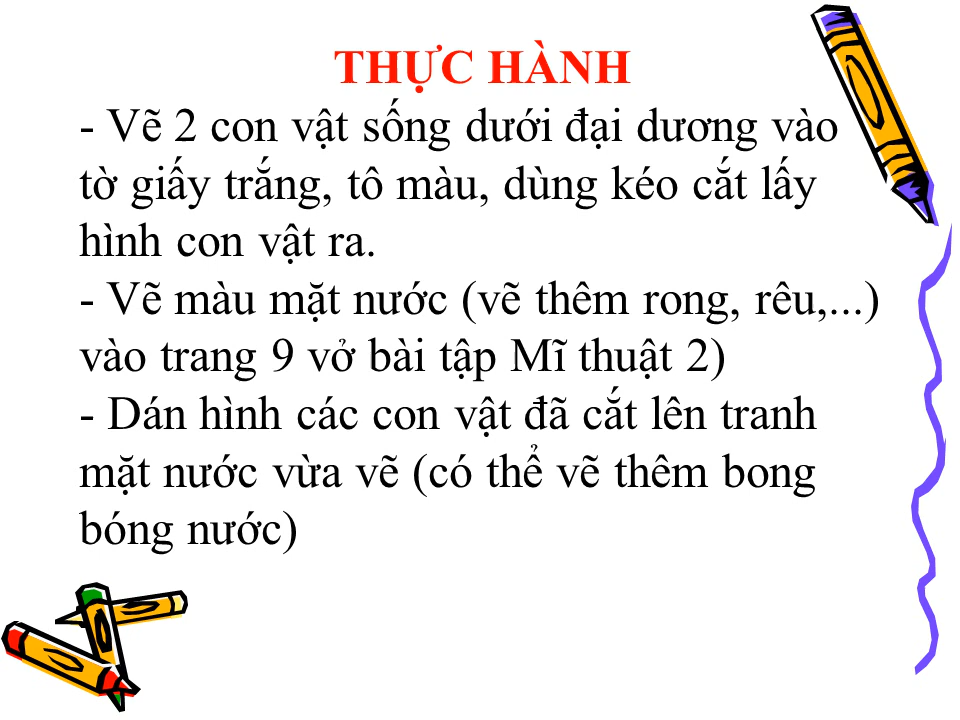 THỰC HÀNH
- Vẽ 2 con vật sống dưới đại dương vào
tờ giấy trắng, tô màu, dùng kéo cắt lấy
hình con vật ra.
- Vẽ màu mặt nước (vẽ thêm rong, rêu,...)
vào trang 9 vở bài tập Mĩ thuật 2)
- Dán hình các con vật đã cắt lên tranh
mặt nước vừa vẽ (có thể vẽ thêm bong
bóng nước)